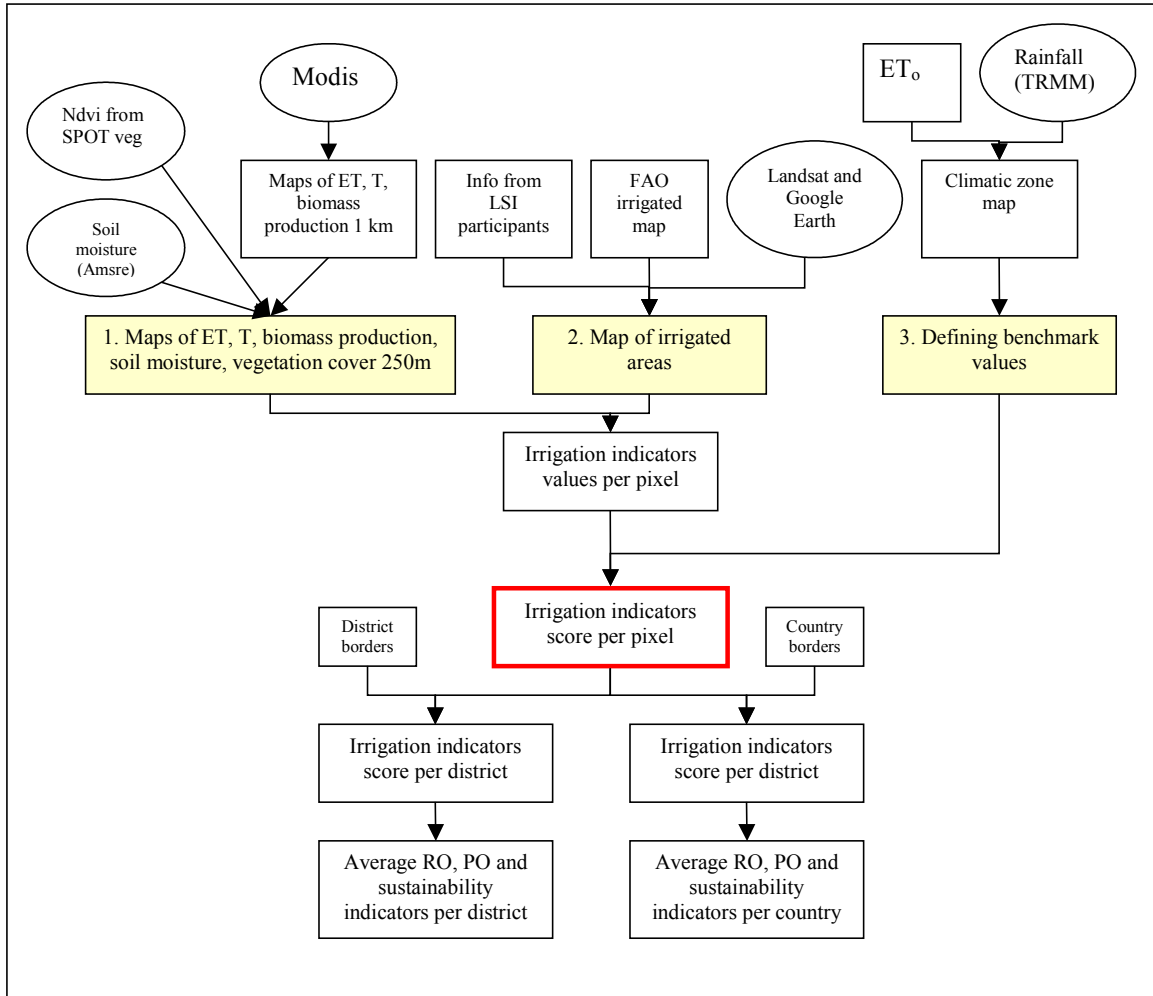 Modis
ET₀
Rainfall
(TRMM)
Ndvi from
SPOT veg
Soil
moisture
(Amsre)
Maps of ET, T,
biomass
production 1 km
Info from
LSI
participants
FAO
irrigated
map
Landsat and
Google
Earth
Climatic zone
map
1. Maps of ET, T, biomass production,
soil moisture, vegetation cover 250m
2. Map of irrigated
areas
3. Defining benchmark
values
Irrigation indicators
values per pixel
Irrigation indicators
score per pixel
District
borders
Country
borders
Irrigation indicators
score per district
Irrigation indicators
score per district
Average RO, PO and
sustainability
indicators per district
Average RO, PO and
sustainability
indicators per country